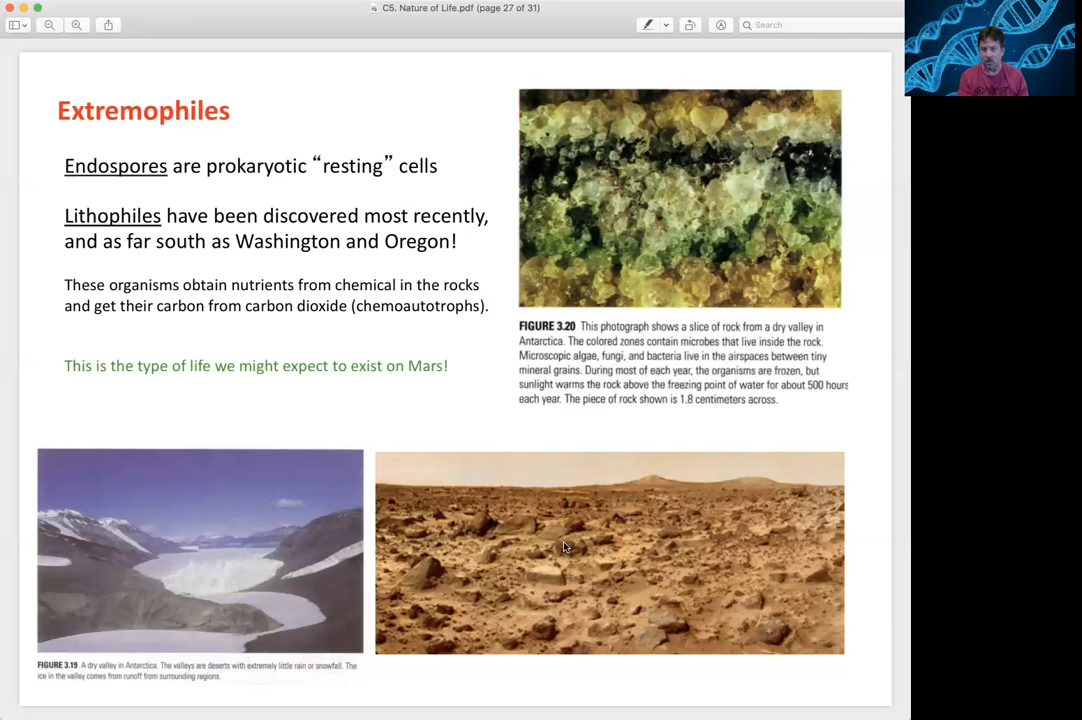 C5. Nature of Life.pdf (page 27 of 31)
Search
Extremophiles
Endospores are prokaryotic “resting” cells
Lithophiles have been discovered most recently,
and as far south as Washington and Oregon!
These organisms obtain nutrients from chemical in the rocks
and get their carbon from carbon dioxide (chemoautotrophs).
This is the type of life we might expect to exist on Mars!
FIGURE 3.20 This photograph shows a slice of rock from a dry valley in
Antarctica. The colored zones contain microbes that live inside the rock.
Microscopic algae, fungi, and bacteria live in the airspaces between tiny
mineral grains. During most of each year, the organisms are frozen, but
sunlight warms the rock above the freezing point of water for about 500 hours
each year. The piece of rock shown is 1.8 centimeters across.
FIGURE 3.19 A dry valley in Antarctica. The valleys are deserts with extremely little rain or snowfall. The
ice in the valley comes from runoff from surrounding regions.